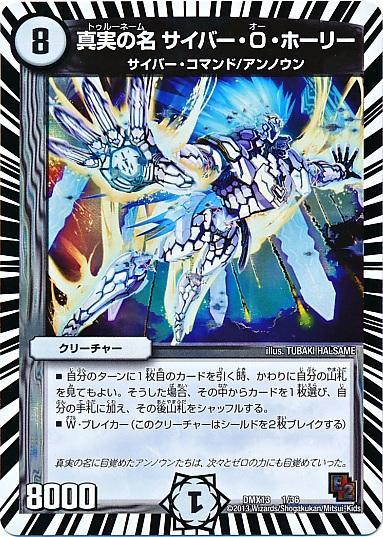 8
トゥルーネーム オー
真実の名 サイバー・O・ホーリー
サイバー・コマンド/アンノウン
クリーチャー
illus. TUBAKI HALSAME
■自分のターンに1枚目のカードを引く時、かわりに自分の山札
を見てもよい。そうした場合、その中からカードを1枚選び、自
分の手札に加え、その後山札をシャッフルする。
■W・ブレイカー(このクリーチャーはシールドを2枚ブレイクする)
真実の名に目覚めたアンノウンたちは、次々とゼロの力にも目覚めていった。
8000
1
DMX13 1/36
©2013 Wizards/Shogakukan/Mitsui-Kids